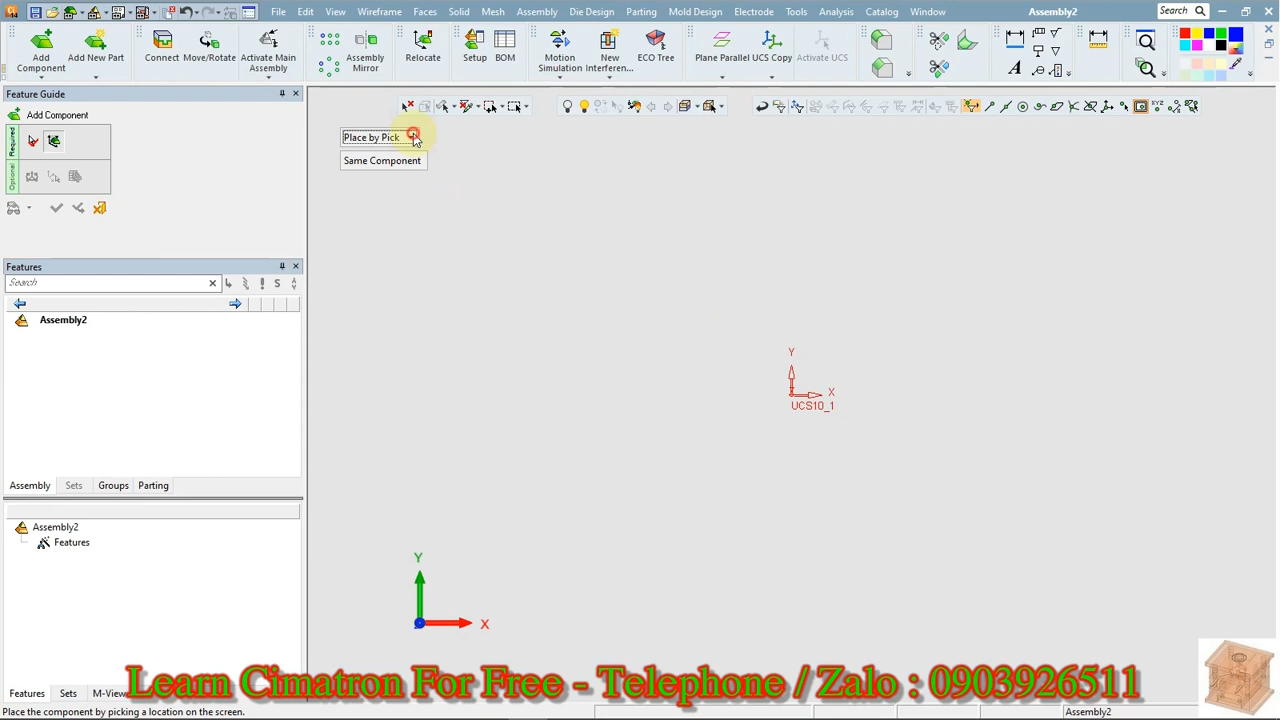 File Edit View Wireframe Faces Solid Mesh Assembly Die Design Parting Mold Design Electrode Tools Analysis Catalog Window Assembly2 Search
Add Component Add New Part Connect Move/Rotate Activate Main Assembly Assembly Mirror Relocate Setup BOM Motion Simulation New Interferen... ECO Tree Plane Parallel UCS Copy Activate UCS
Feature Guide
Add Component
Required
Optional
Place by Pick
Same Component
Features
Search
Assembly2
Assembly Sets Groups Parting
Assembly2
Features
Y
X
UCS10_1
Y
X
Features Sets M-View
Learn Cimatron For Free - Telephone / Zalo : 0903926511
Place the component by picking a location on the screen.
Assembly2